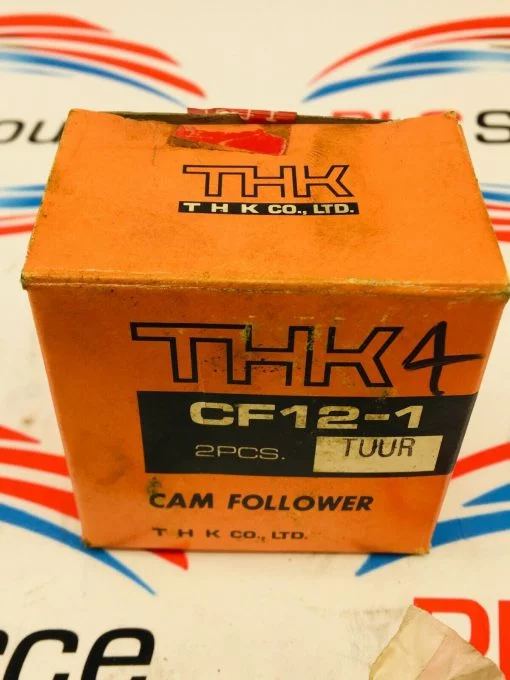 THK
T H K CO., LTD.
THK 4
CF12-1
2PCS. TUUR
CAM FOLLOWER
T H K CO., LTD.